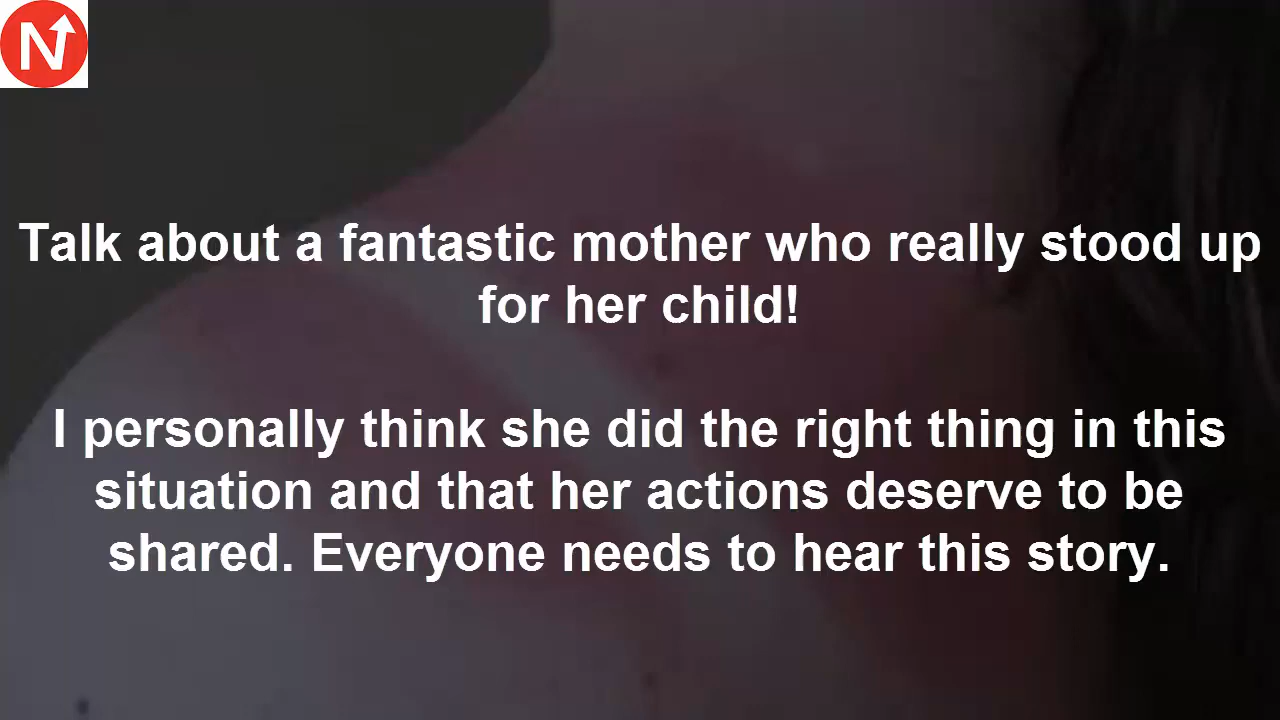 N
Talk about a fantastic mother who really stood up
for her child!
I personally think she did the right thing in this
situation and that her actions deserve to be
shared. Everyone needs to hear this story.